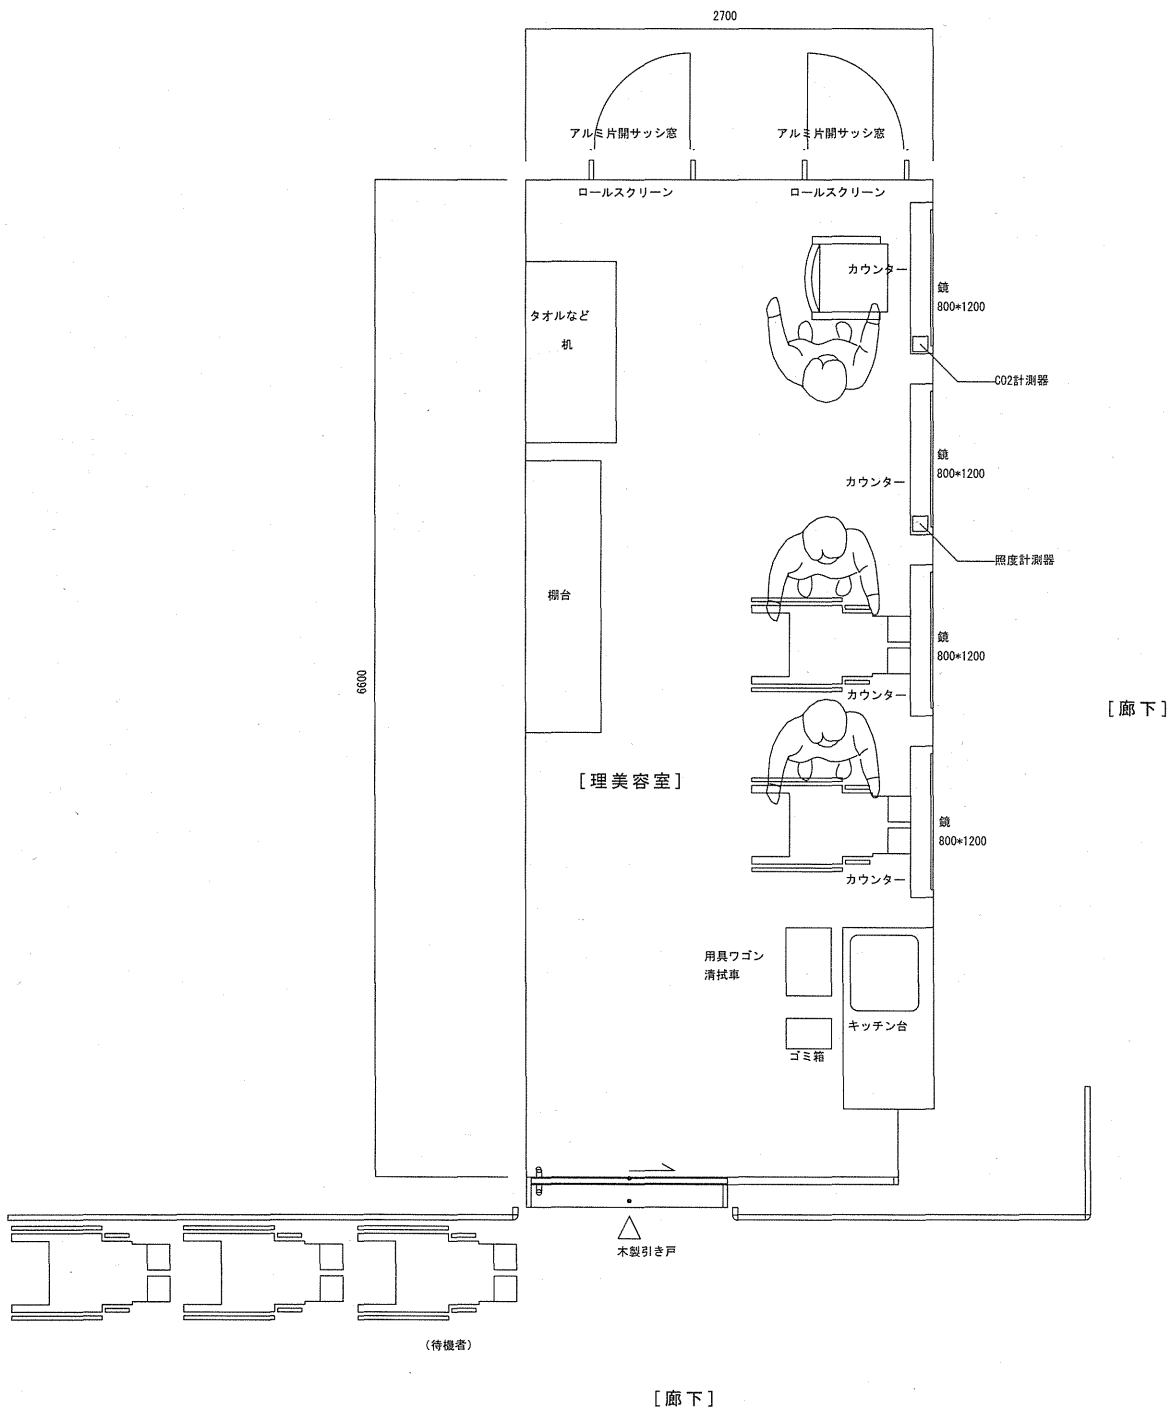 2700
アルミ片開サッシ窓
アルミ片開サッシ窓
ロールスクリーン
ロールスクリーン
カウンター
鏡
800*1200
タオルなど
机
CO2計測器
鏡
800*1200
カウンター
照度計測器
棚台
鏡
800*1200
6600
カウンター
[廊下]
[理美容室]
鏡
800*1200
カウンター
用具ワゴン
清拭車
キッチン台
ゴミ箱
木製引き戸
(待機者)
[廊下]